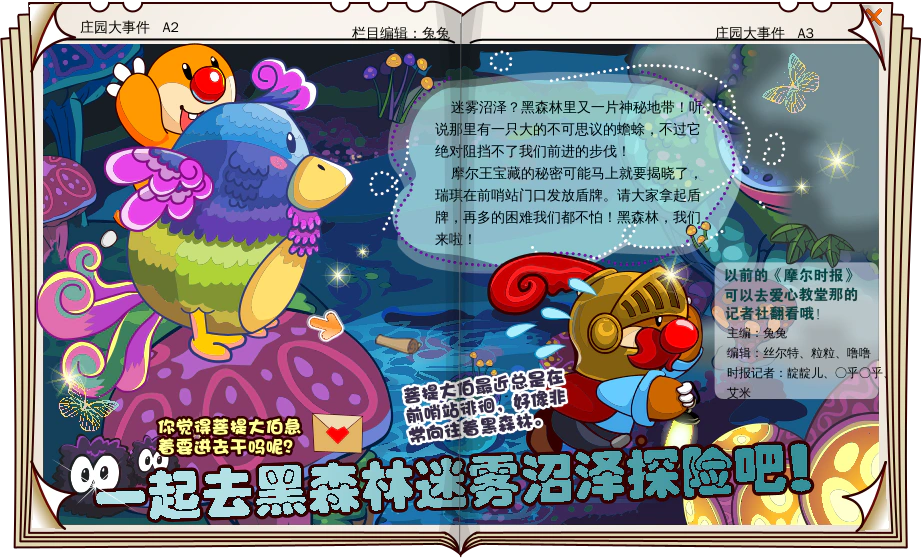 庄园大事件 A2
栏目编辑：兔兔
庄园大事件 A3
迷雾沼泽？黑森林里又一片神秘地带！听
说那里有一只大的不可思议的蟾蜍，不过它
绝对阻挡不了我们前进的步伐！
摩尔王宝藏的秘密可能马上就要揭晓了，
瑞琪在前哨站门口发放盾牌。请大家拿起盾
牌，再多的困难我们都不怕！黑森林，我们
来啦！
以前的《摩尔时报》
可以去爱心教堂那的
记者社翻看哦！
主编：兔兔
编辑：丝尔特、粒粒、噜噜
时报记者：靛靛儿、〇乎〇乎、
艾米
菩提大伯最近总是在
前哨站徘徊，好像非
常向往着黑森林。
你觉得菩提大伯急
着要进去干吗呢？
一起去黑森林迷雾沼泽探险吧！